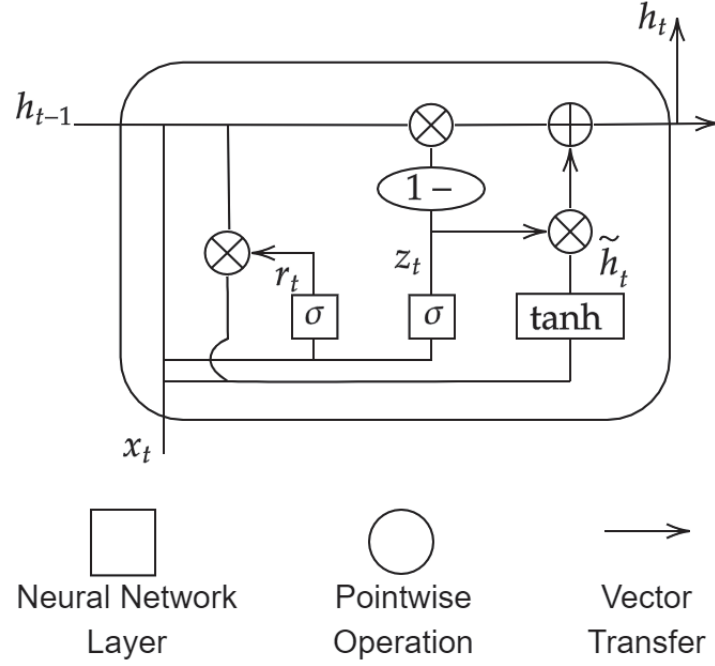 h_t
h_{t-1}
1 −
z_t
h̃_t
r_t
σ
σ
tanh
x_t
Neural Network
Layer
Pointwise
Operation
Vector
Transfer